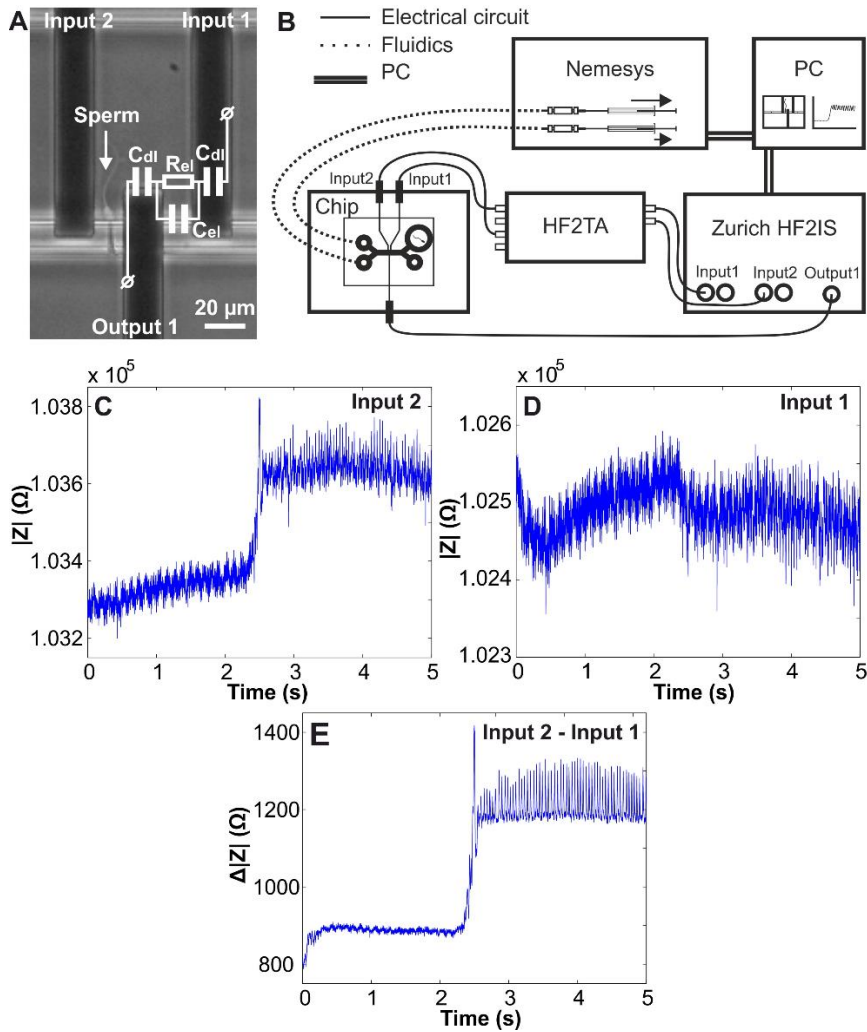 A
Input 2
Input 1
Sperm
Cdl
Rel
Cdl
Cel
Output 1
20 µm
B
Electrical circuit
Fluidics
PC
Nemesys
PC
Input2
Input1
Chip
HF2TA
Zurich HF2IS
Input1
Input2
Output1
x 10⁵
C
Input 2
1.038
1.036
1.034
1.032
|Z| (Ω)
0 1 2 3 4 5
Time (s)
x 10⁵
D
Input 1
1.026
1.025
1.024
1.023
|Z| (Ω)
0 1 2 3 4 5
Time (s)
E
Input 2 - Input 1
1400
1200
1000
800
Δ|Z| (Ω)
0 1 2 3 4 5
Time (s)